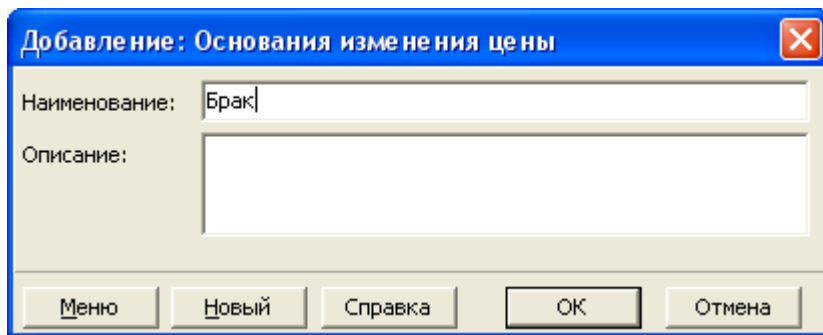 Добавление: Основания изменения цены
Наименование: Брак
Описание:
Меню Новый Справка ОК Отмена